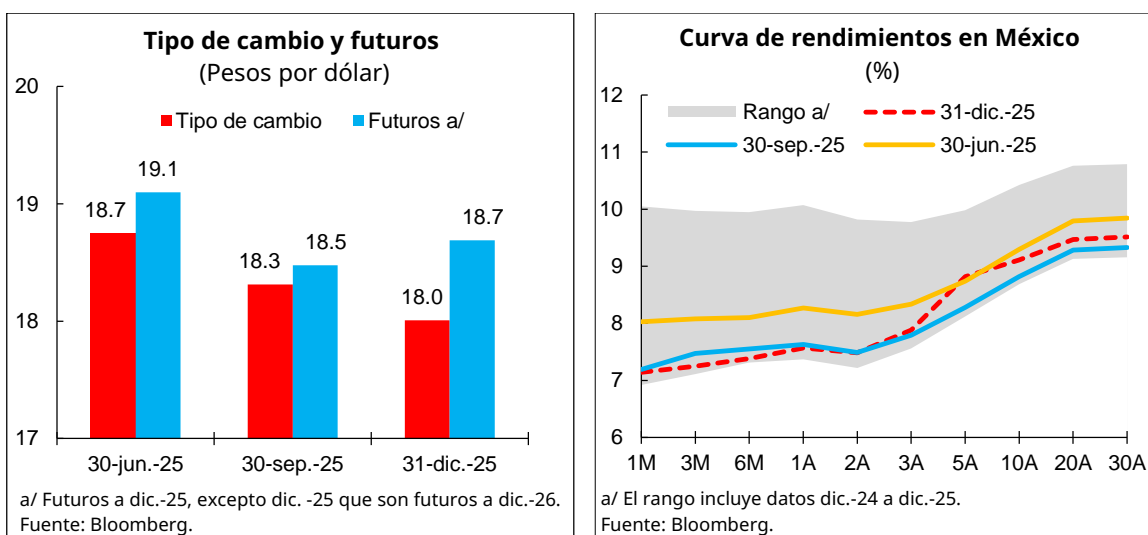 Tipo de cambio y futuros
(Pesos por dólar)
20
19
18
17
Tipo de cambio
Futuros a/
18.7
19.1
18.3
18.5
18.0
18.7
30-jun.-25
30-sep.-25
31-dic.-25
a/ Futuros a dic.-25, excepto dic. -25 que son futuros a dic.-26.
Fuente: Bloomberg.
Curva de rendimientos en México
(%)
12
11
10
9
8
7
6
Rango a/
31-dic.-25
30-sep.-25
30-jun.-25
1M
3M
6M
1A
2A
3A
5A
10A
20A
30A
a/ El rango incluye datos dic.-24 a dic.-25.
Fuente: Bloomberg.